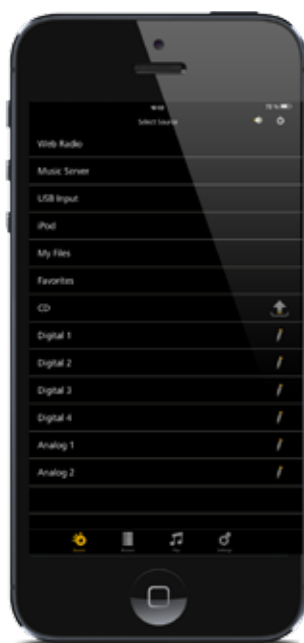 Select Source
Web Radio
Music Server
USB Input
iPod
My Files
Favorites
CD
Digital 1
Digital 2
Digital 3
Digital 4
Analog 1
Analog 2